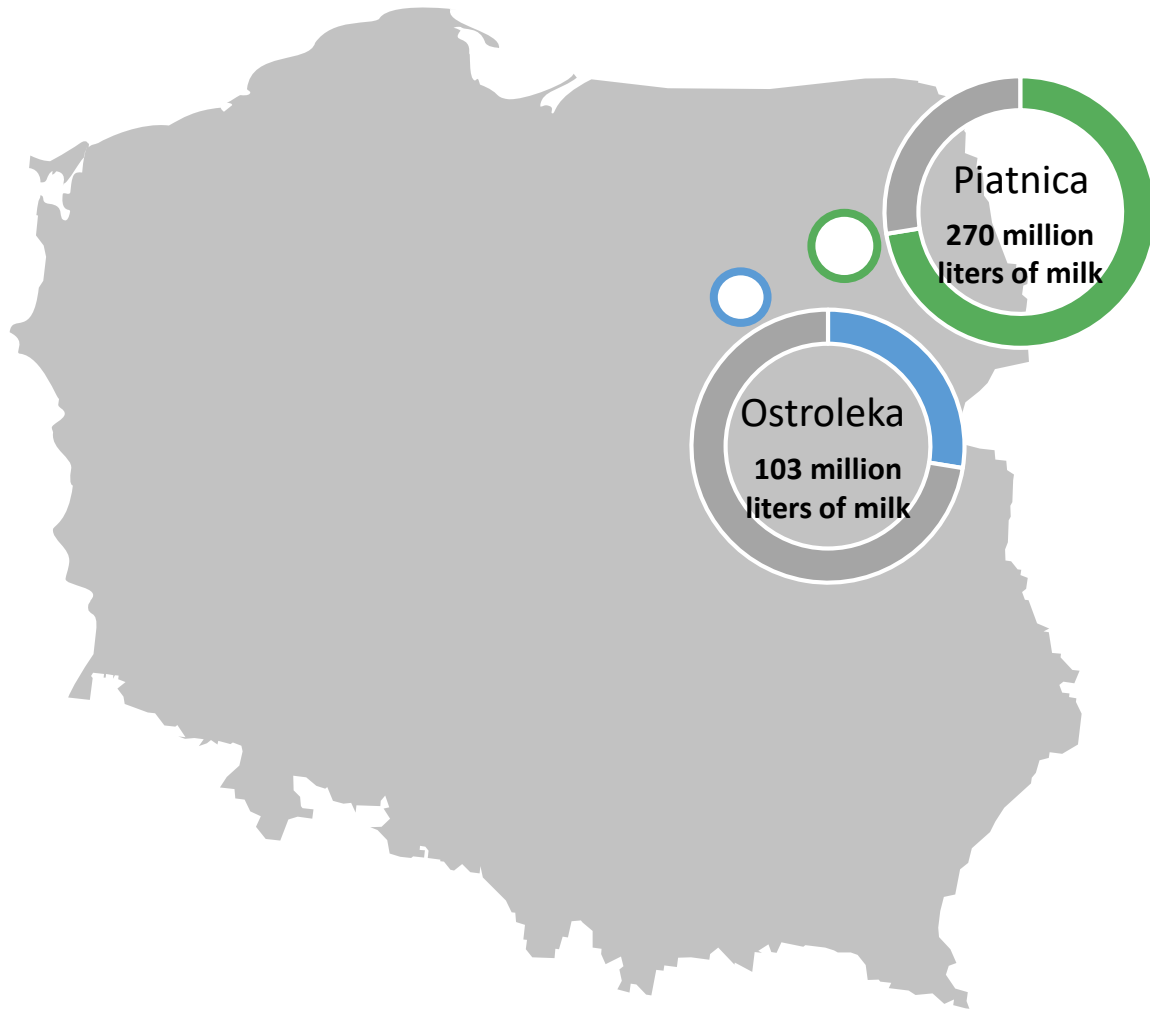 Piatnica
270 million
liters of milk
Ostroleka
103 million
liters of milk